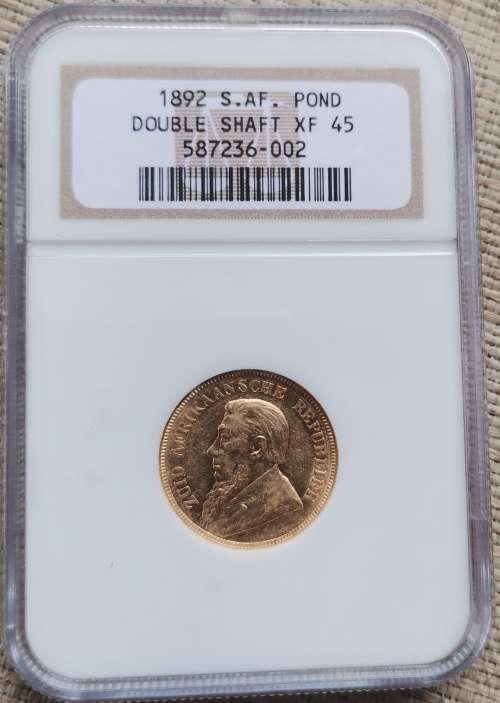 1892 S.AF. POND
DOUBLE SHAFT XF 45
587236-002
ZUID AFRIKAANSCHE REPUBLIEK